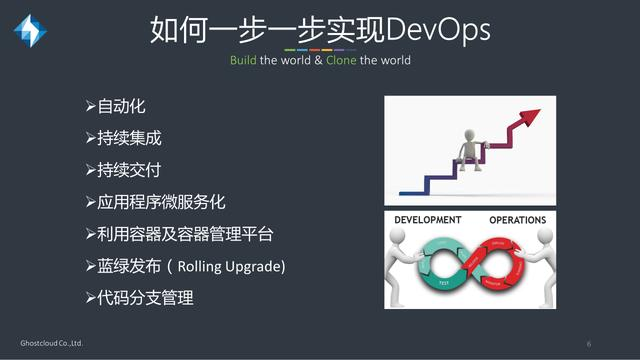 如何一步一步实现DevOps
Build the world & Clone the world
➢自动化
➢持续集成
➢持续交付
➢应用程序微服务化
➢利用容器及容器管理平台
➢蓝绿发布（Rolling Upgrade)
➢代码分支管理
DEVELOPMENT
OPERATIONS
TEST
Ghostcloud Co.,Ltd.
6